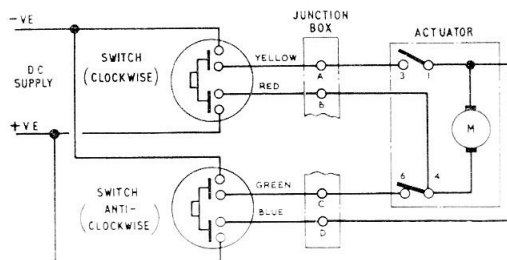 -VE
DC
SUPPLY
+VE
SWITCH
(CLOCKWISE)
YELLOW
RED
JUNCTION
BOX
A
B
ACTUATOR
3 1
M
6 4
SWITCH
(ANTI-
CLOCKWISE)
GREEN
BLUE
C
D